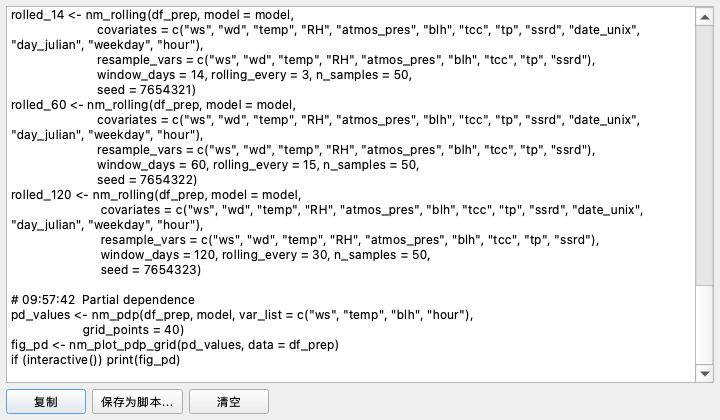 rolled_14 <- nm_rolling(df_prep, model = model,
covariates = c("ws", "wd", "temp", "RH", "atmos_pres", "blh", "tcc", "tp", "ssrd", "date_unix",
"day_julian", "weekday", "hour"),
resample_vars = c("ws", "wd", "temp", "RH", "atmos_pres", "blh", "tcc", "tp", "ssrd"),
window_days = 14, rolling_every = 3, n_samples = 50,
seed = 7654321)
rolled_60 <- nm_rolling(df_prep, model = model,
covariates = c("ws", "wd", "temp", "RH", "atmos_pres", "blh", "tcc", "tp", "ssrd", "date_unix",
"day_julian", "weekday", "hour"),
resample_vars = c("ws", "wd", "temp", "RH", "atmos_pres", "blh", "tcc", "tp", "ssrd"),
window_days = 60, rolling_every = 15, n_samples = 50,
seed = 7654322)
rolled_120 <- nm_rolling(df_prep, model = model,
covariates = c("ws", "wd", "temp", "RH", "atmos_pres", "blh", "tcc", "tp", "ssrd", "date_unix",
"day_julian", "weekday", "hour"),
resample_vars = c("ws", "wd", "temp", "RH", "atmos_pres", "blh", "tcc", "tp", "ssrd"),
window_days = 120, rolling_every = 30, n_samples = 50,
seed = 7654323)
# 09:57:42  Partial dependence
pd_values <- nm_pdp(df_prep, model, var_list = c("ws", "temp", "blh", "hour"),
grid_points = 40)
fig_pd <- nm_plot_pdp_grid(pd_values, data = df_prep)
if (interactive()) print(fig_pd)
复制 保存为脚本... 清空